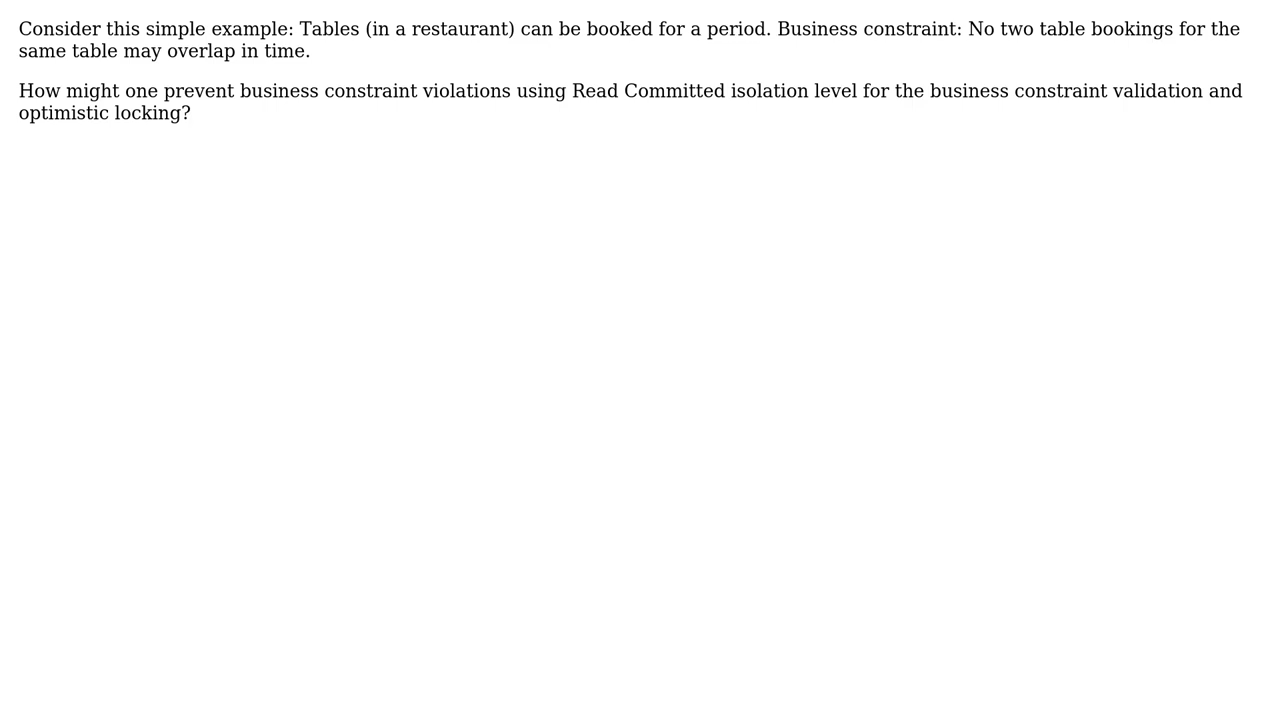 Consider this simple example: Tables (in a restaurant) can be booked for a period. Business constraint: No two table bookings for the
same table may overlap in time.
How might one prevent business constraint violations using Read Committed isolation level for the business constraint validation and
optimistic locking?